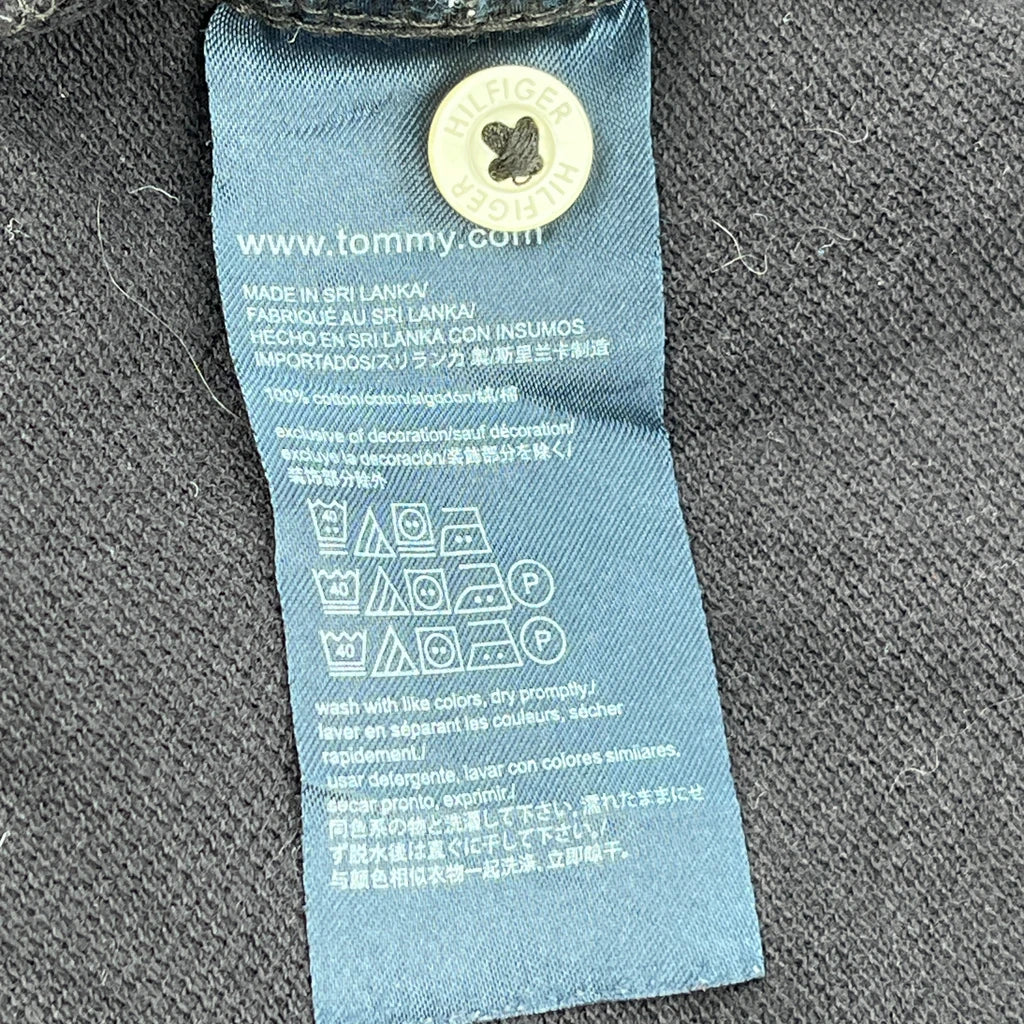 HILFIGER HILFIGER
www.tommy.com
MADE IN SRI LANKA/
FABRIQUÉ AU SRI LANKA/
HECHO EN SRI LANKA CON INSUMOS
IMPORTADOS/スリランカ 製/斯里兰卡制造
100% cotton/coton/algodón/綿/棉
exclusive of decoration/sauf décoration/
excluye la decoración/装飾部分を除く/
装饰部分除外
40 P
40 P
wash with like colors, dry promptly./
laver en séparant les couleurs, sécher
rapidement./
usar detergente, lavar con colores similares,
secar pronto, exprimir./
同色系の物と洗濯して下さい. 濡れたままにせ
ず脱水後は直ぐに干して下さい。/
与颜色相似衣物一起洗涤、立即晾干。